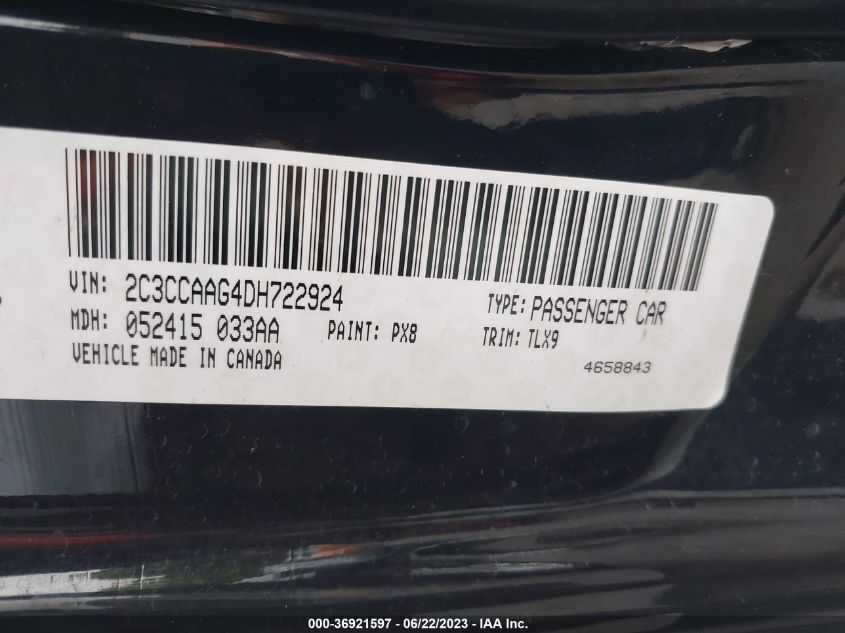 VIN: 2C3CCAAG4DH722924
TYPE: PASSENGER CAR
MDH: 052415 033AA
PAINT: PX8
TRIM: TLX9
VEHICLE MADE IN CANADA
4658843
000-36921597 - 06/22/2023 - IAA Inc.